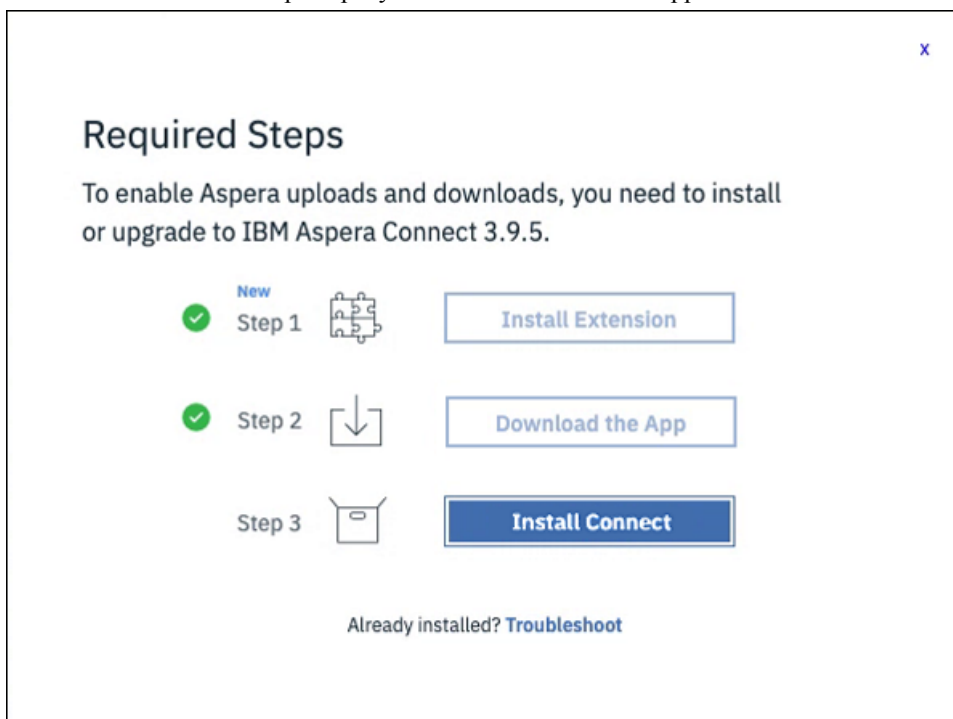 x
Required Steps
To enable Aspera uploads and downloads, you need to install
or upgrade to IBM Aspera Connect 3.9.5.
New
Step 1 Install Extension
Step 2 Download the App
Step 3 Install Connect
Already installed? Troubleshoot